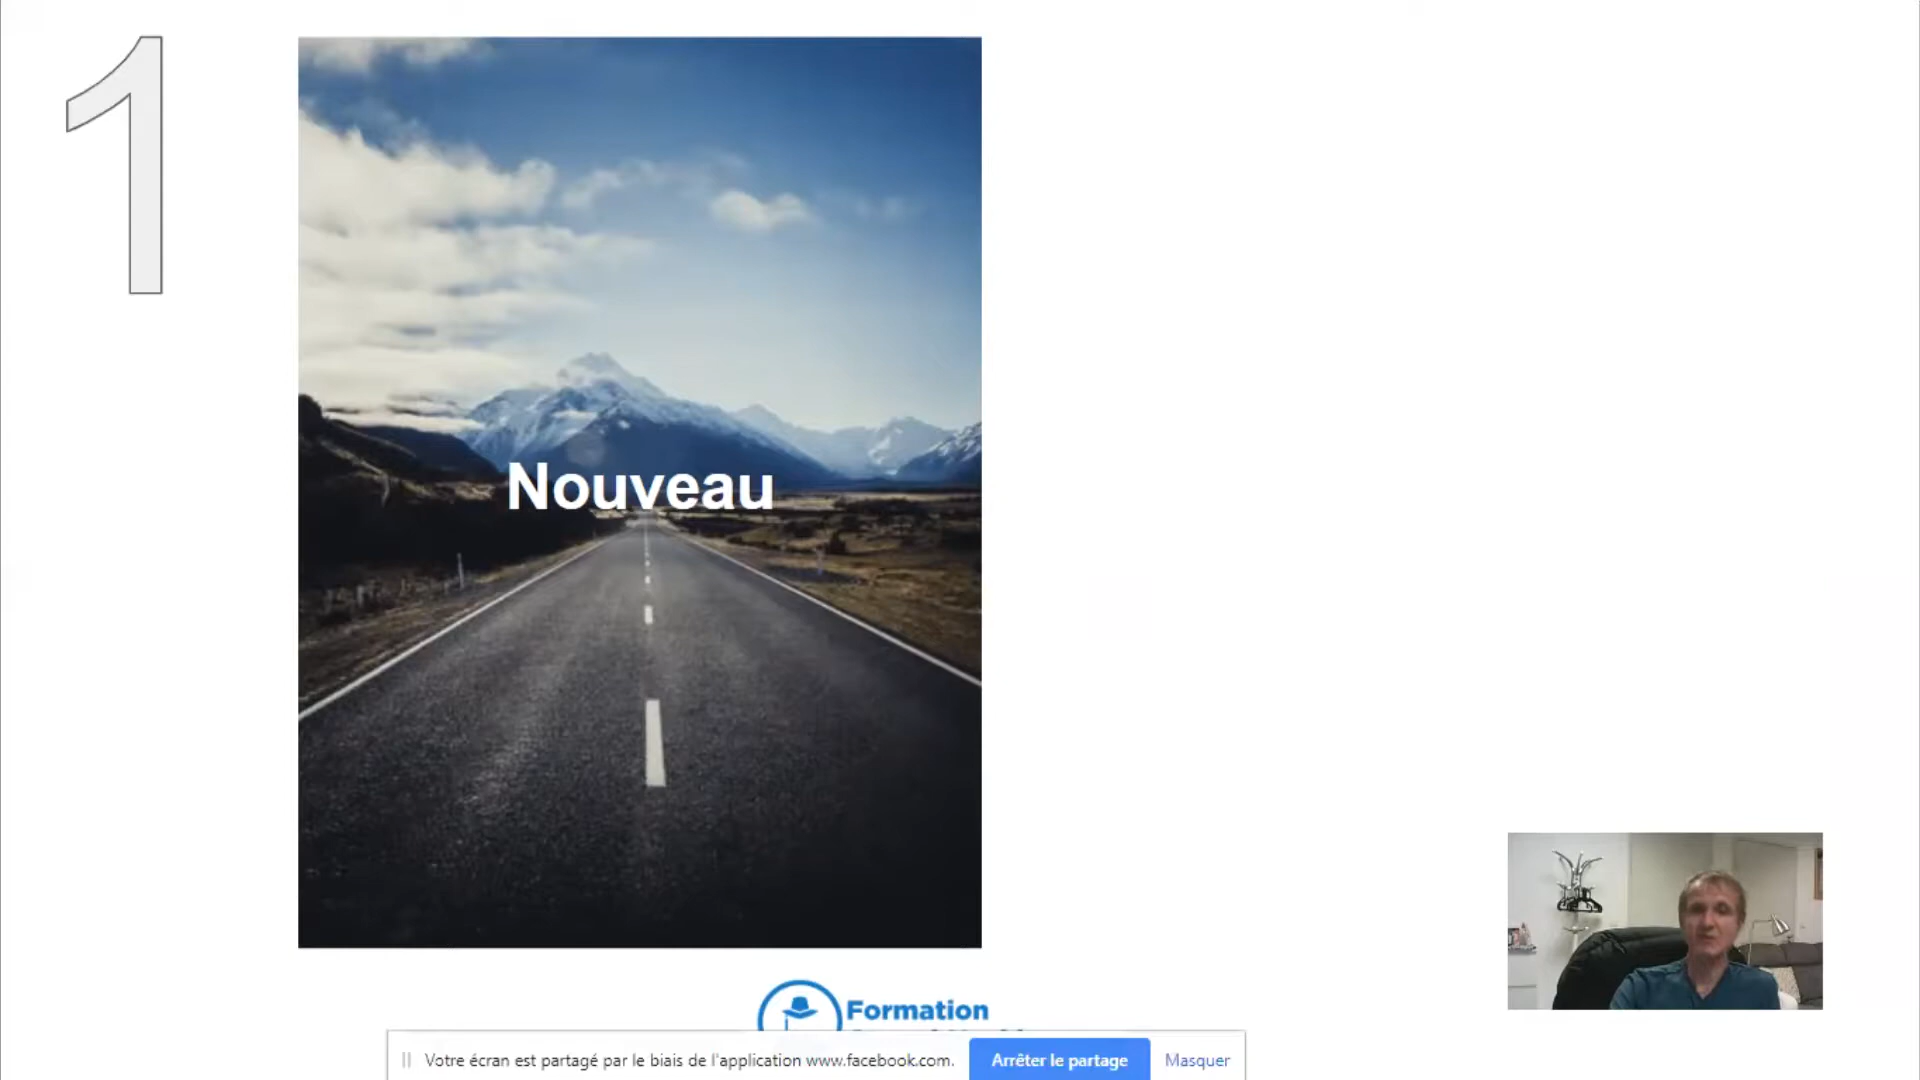 1
Nouveau
Formation
Votre écran est partagé par le biais de l'application www.facebook.com.
Arrêter le partage
Masquer